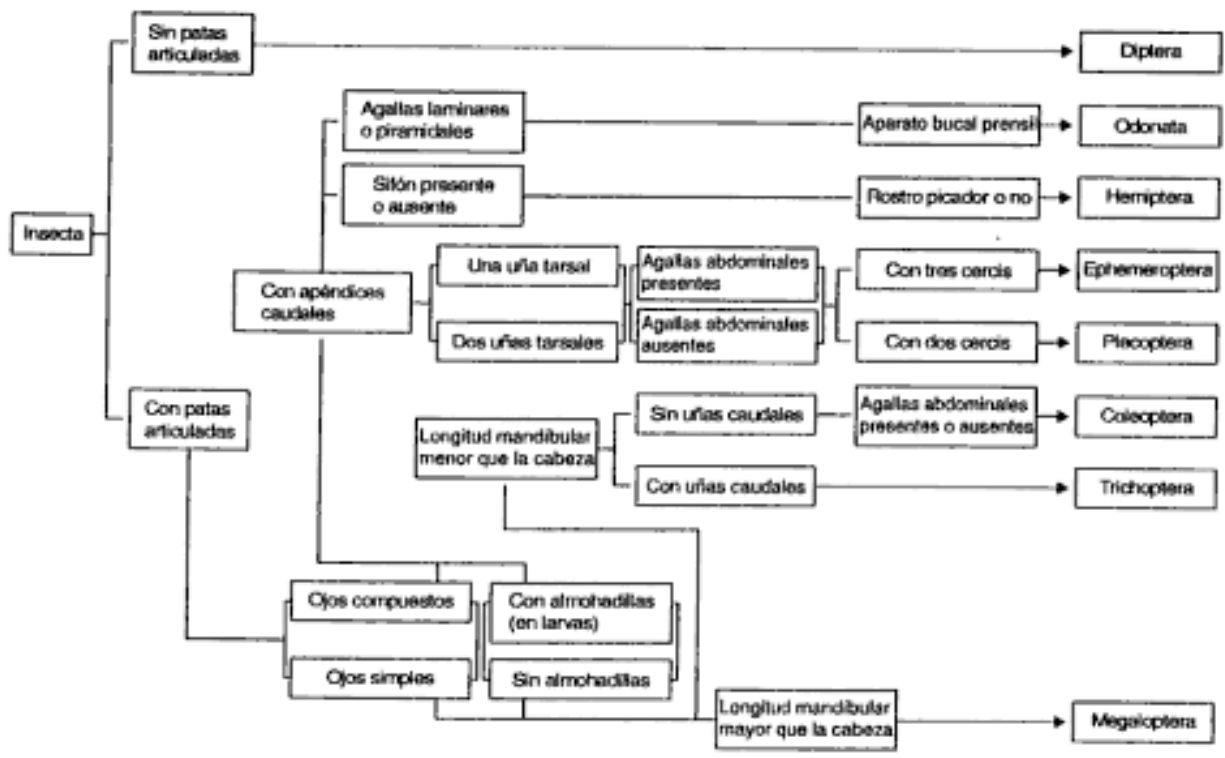 Sin patas
articuladas
Diptera
Agallas laminares
o piramidales
Aparato bucal prensil
Odonata
Sifón presente
o ausente
Rostro picador o no
Hemiptera
Insecta
Con apéndices
caudales
Una uña tarsal
Agallas abdominales
presentes
Con tres cercis
Ephemeroptera
Dos uñas tarsales
Agallas abdominales
ausentes
Con dos cercis
Plecoptera
Con patas
articuladas
Longitud mandibular
menor que la cabeza
Sin uñas caudales
Agallas abdominales
presentes o ausentes
Coleoptera
Con uñas caudales
Trichoptera
Ojos compuestos
Con almohadillas
(en larvas)
Ojos simples
Sin almohadillas
Longitud mandibular
mayor que la cabeza
Megaloptera